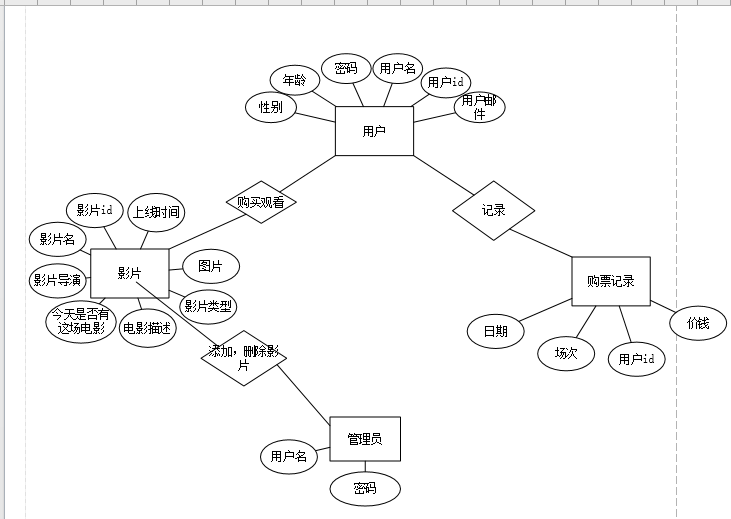 密码
用户名
年龄
用户id
性别
用户邮
件
用户
购买观看
记录
影片id
上线时间
影片名
图片
影片
影片导演
影片类型
今天是否有
这场电影
电影描述
购票记录
日期
场次
用户id
价钱
添加，删除影
片
管理员
用户名
密码